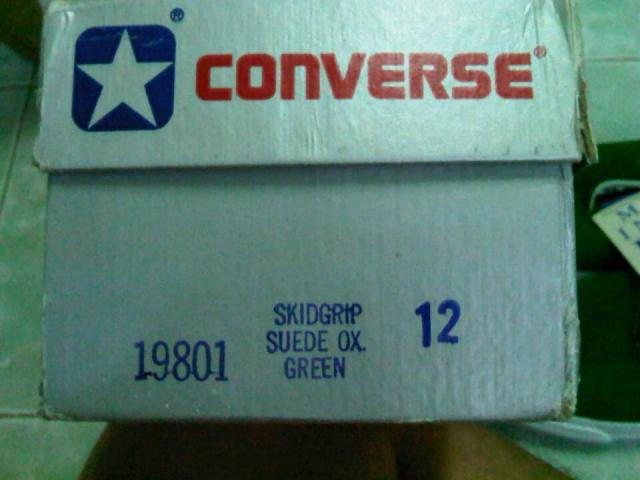 ® CONVERSE®
SKIDGRIP
SUEDE OX.
GREEN
12
19801